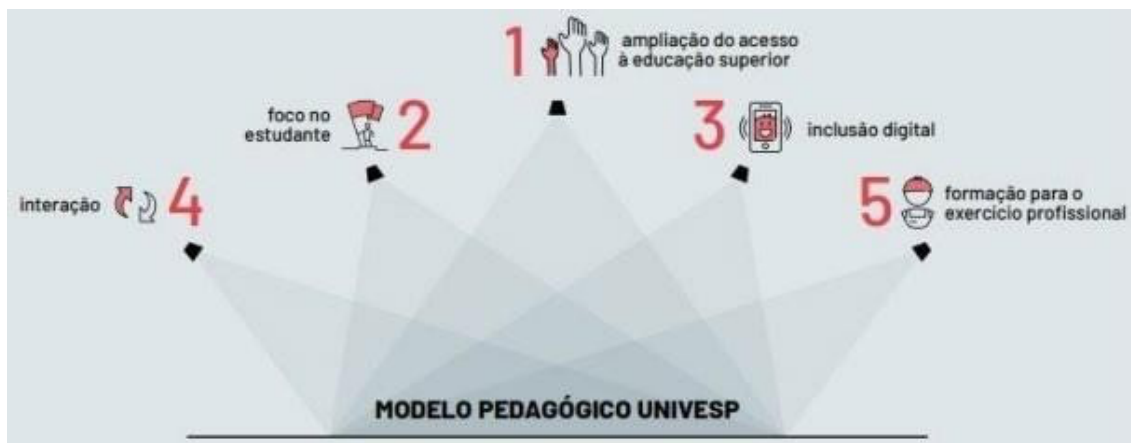 1
ampliação do acesso
à educação superior
foco no
estudante
2
3
inclusão digital
interação
4
5
formação para o
exercício profissional
MODELO PEDAGÓGICO UNIVESP